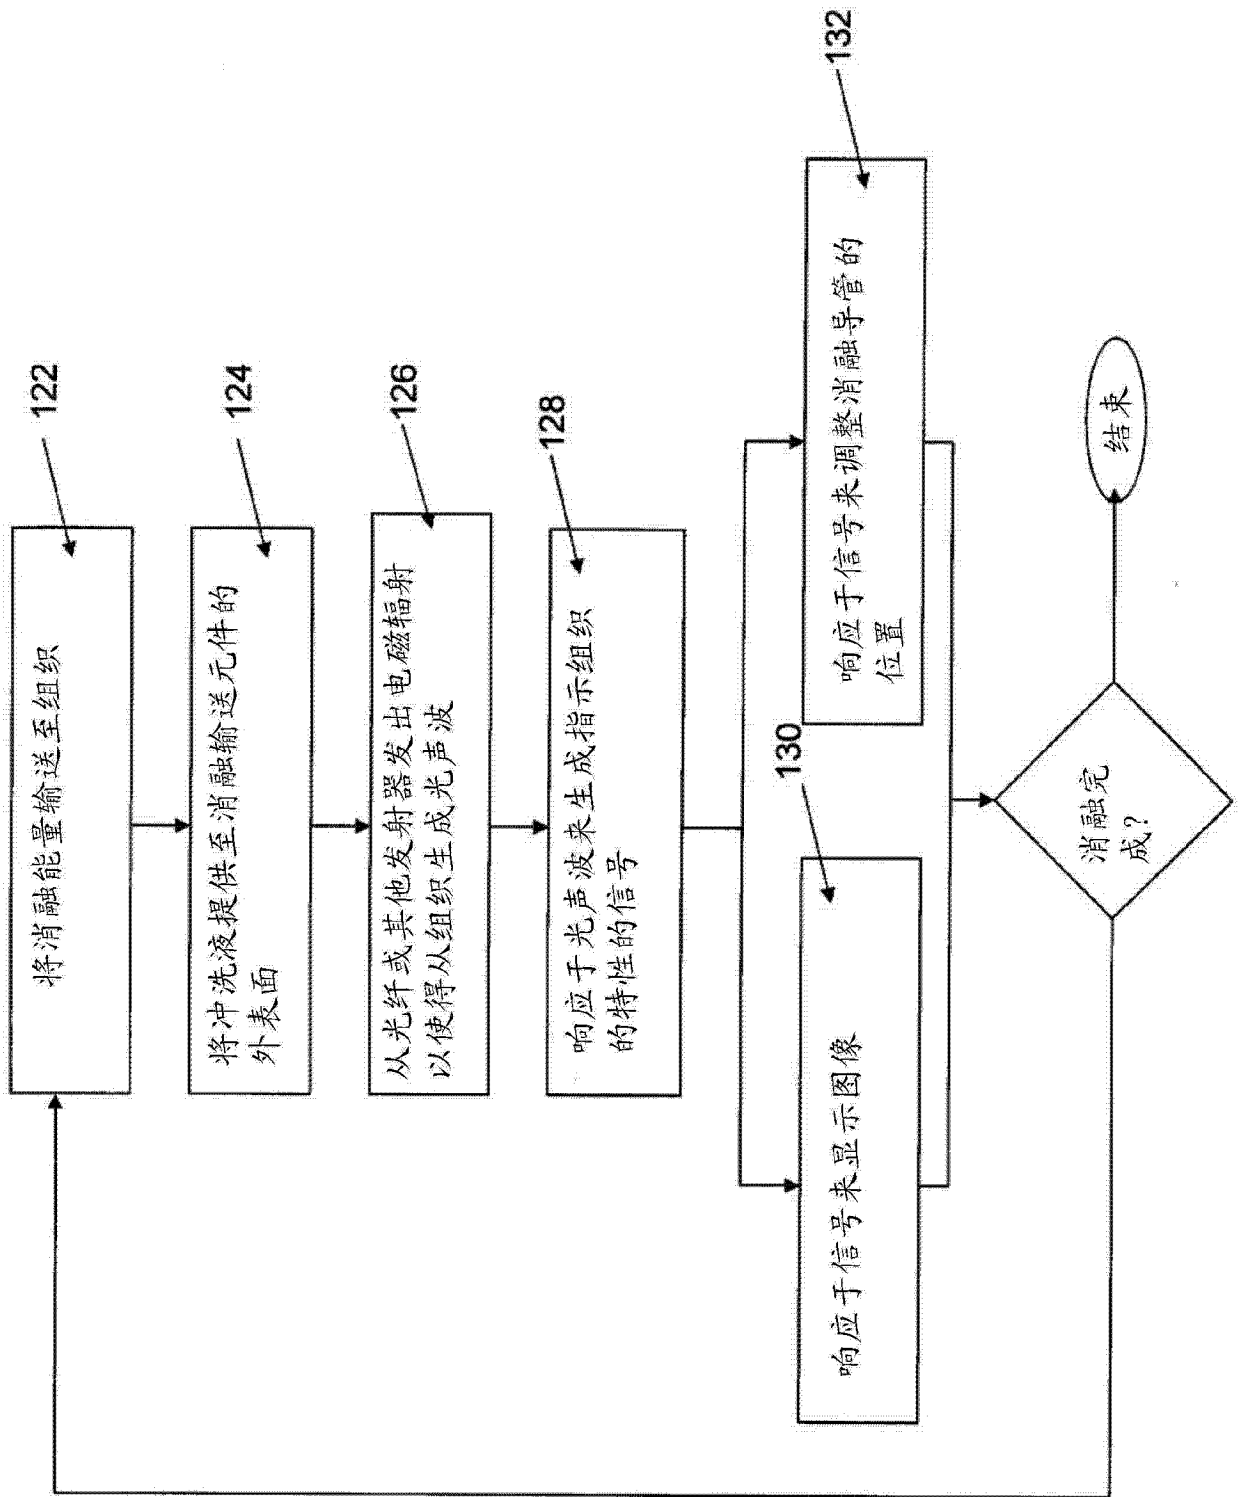 122
将消融能量输送至组织
124
将冲洗液提供至消融输送元件的
外表面
126
从光纤或其他发射器发出电磁辐射
以使得从组织生成光声波
128
响应于光声波来生成指示组织
的特性的信号
130
响应于信号来显示图像
132
响应于信号来调整消融导管的
位置
消融完
成?
结束